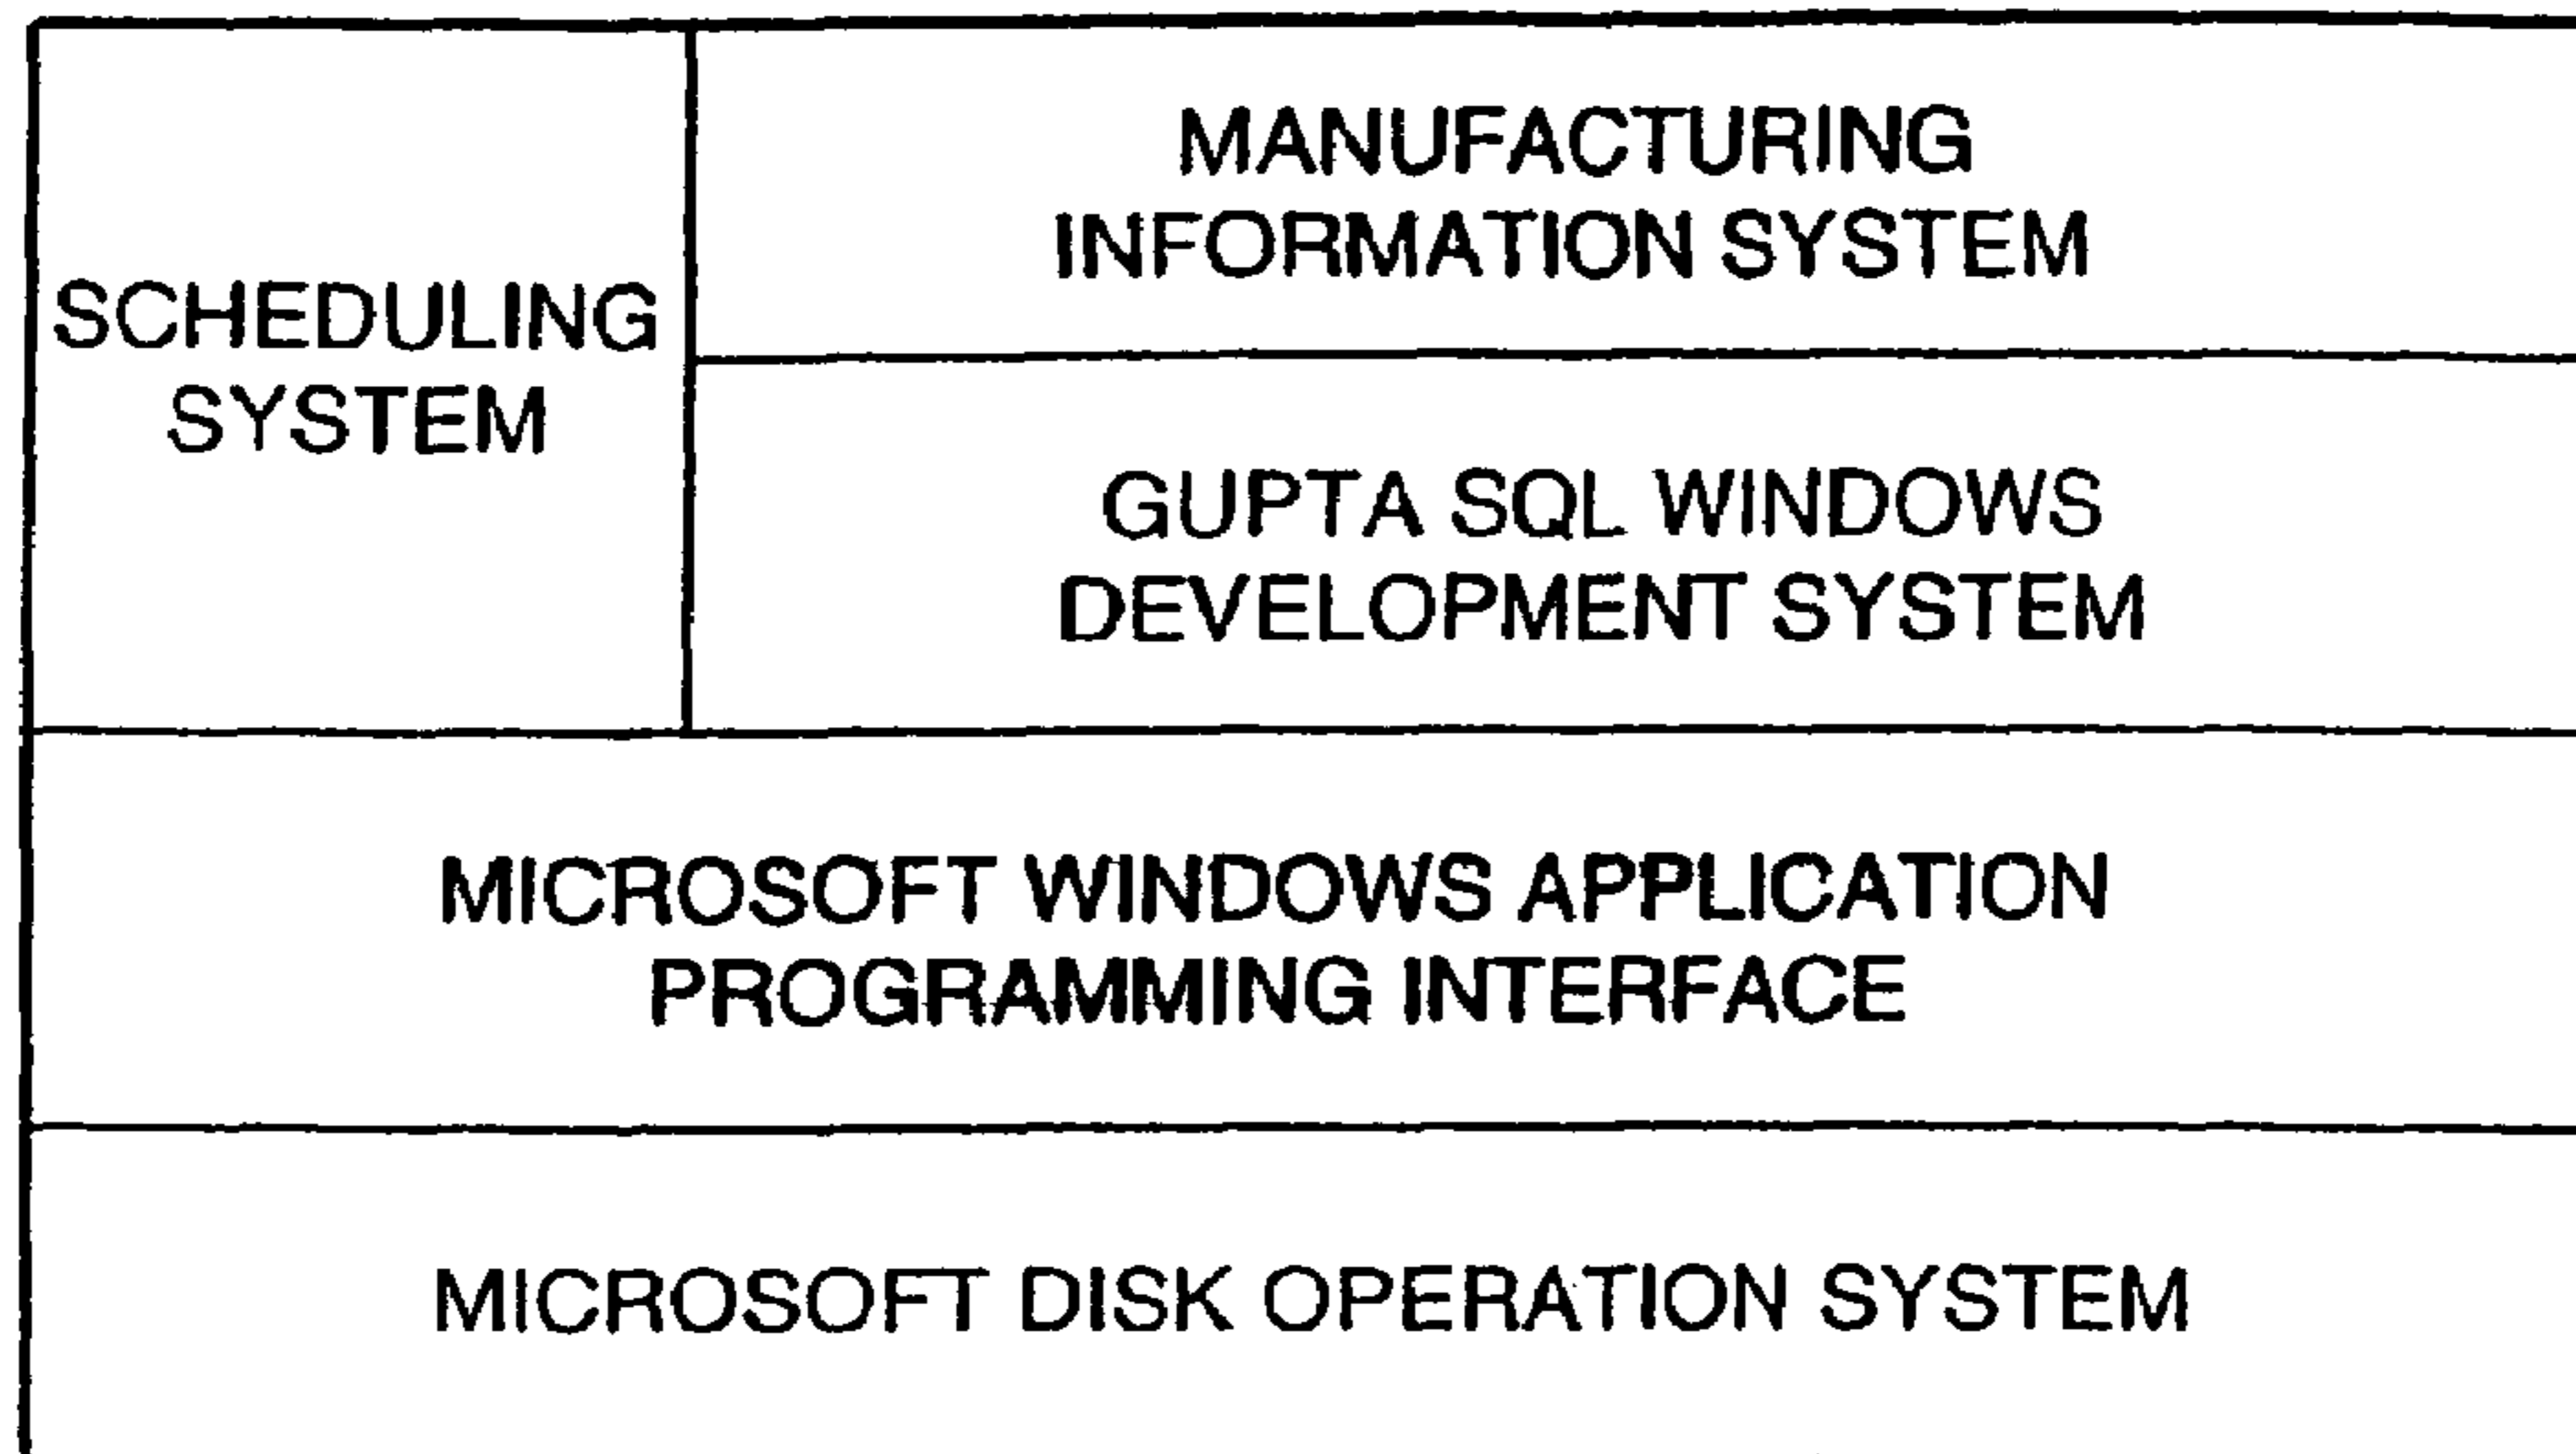 SCHEDULING
SYSTEM
MANUFACTURING
INFORMATION SYSTEM
GUPTA SQL WINDOWS
DEVELOPMENT SYSTEM
MICROSOFT WINDOWS APPLICATION
PROGRAMMING INTERFACE
MICROSOFT DISK OPERATION SYSTEM